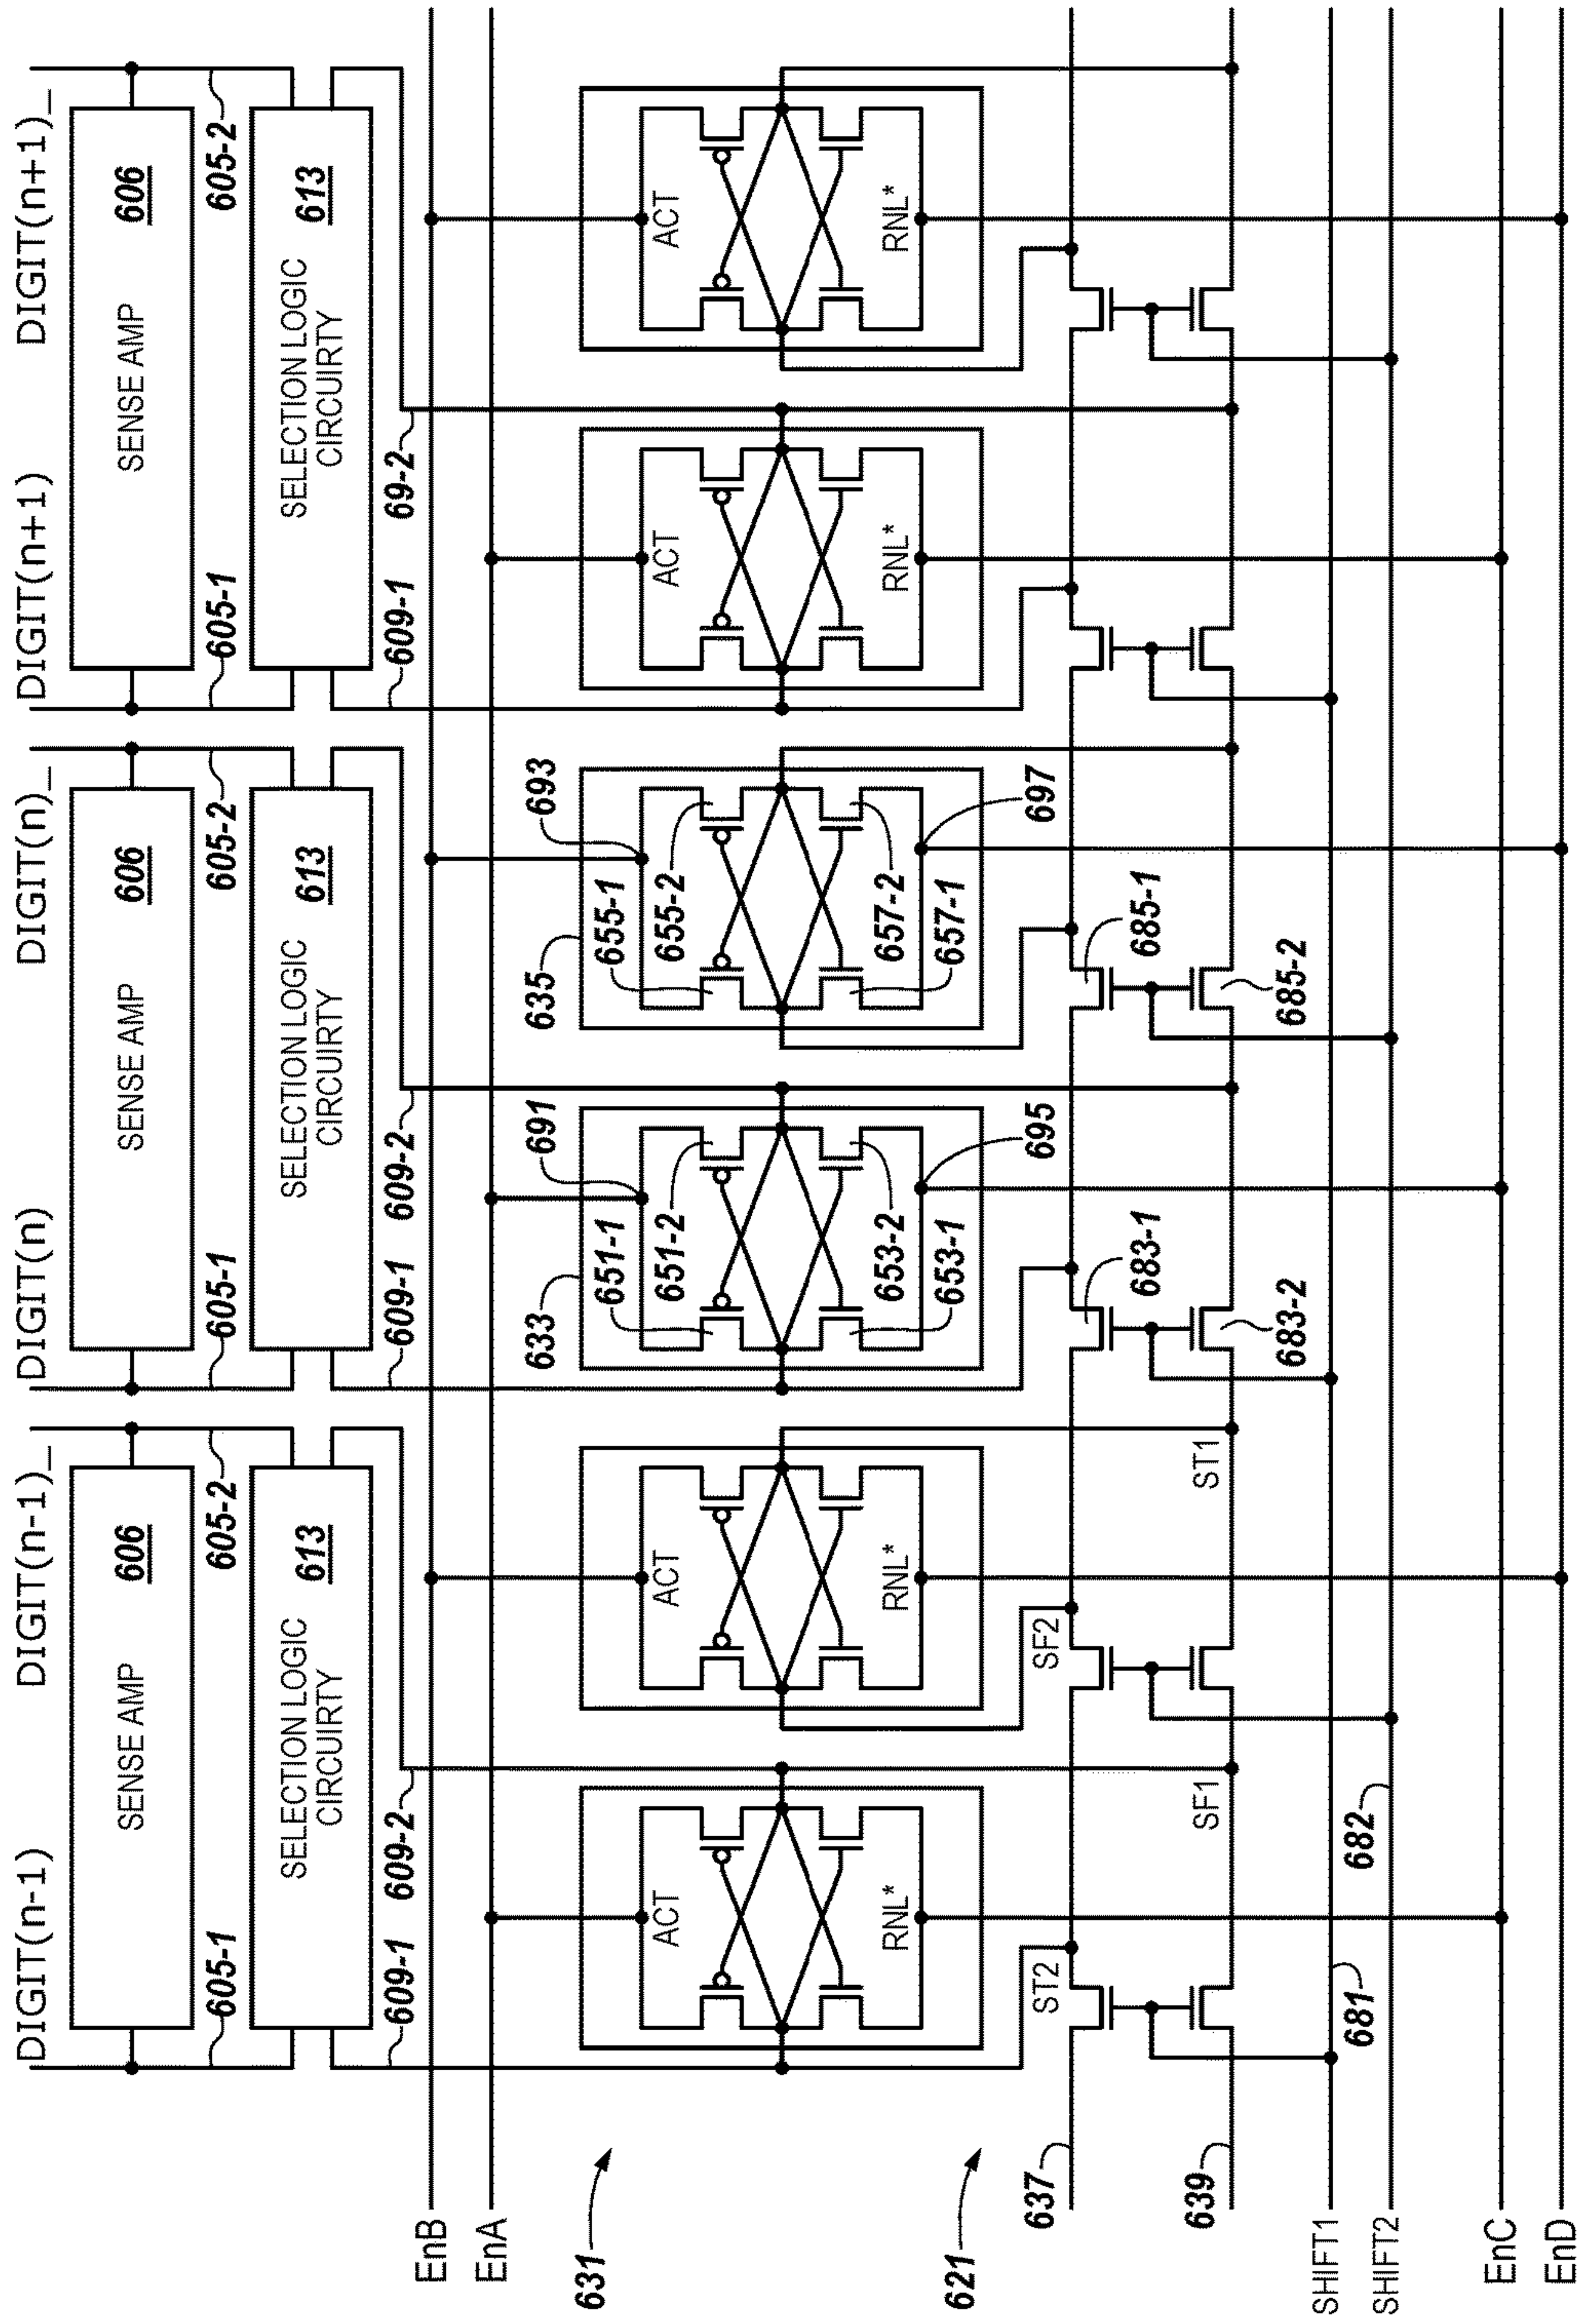 DIGIT(n-1)
DIGIT(n-1)_
DIGIT(n)
DIGIT(n)_
DIGIT(n+1)
DIGIT(n+1)_
SENSE AMP
606
SENSE AMP
606
SENSE AMP
606
605-1
605-2
605-1
605-2
605-1
605-2
SELECTION LOGIC
CIRCUIRTY
613
SELECTION LOGIC
CIRCUIRTY
613
SELECTION LOGIC
CIRCUIRTY
613
609-1
609-2
609-1
609-2
609-1
69-2
EnB
EnA
631
633
691
635
693
ACT
ACT
651-1
651-2
655-1
655-2
ACT
ACT
RNL*
RNL*
653-2
653-1
657-2
657-1
RNL*
RNL*
621
695
697
637
ST2
SF2
683-1
685-1
639
SF1
ST1
683-2
685-2
SHIFT1
681
682
SHIFT2
EnC
EnD